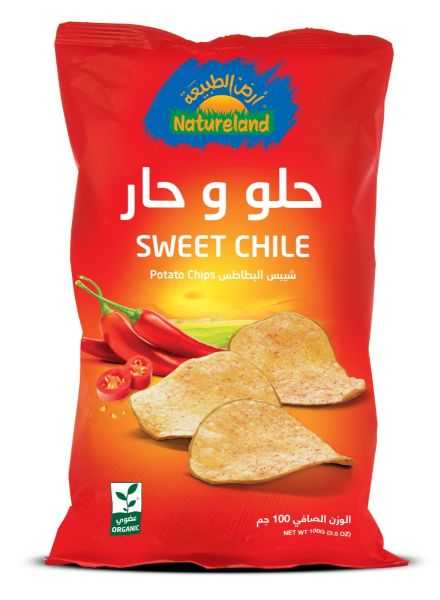 أرض الطبيعة
Natureland
حلو و حار
SWEET CHILE
Potato Chips شيبس البطاطس
عضوي
ORGANIC
الوزن الصافي 100 جم
NET WT 100G (3.5 OZ)